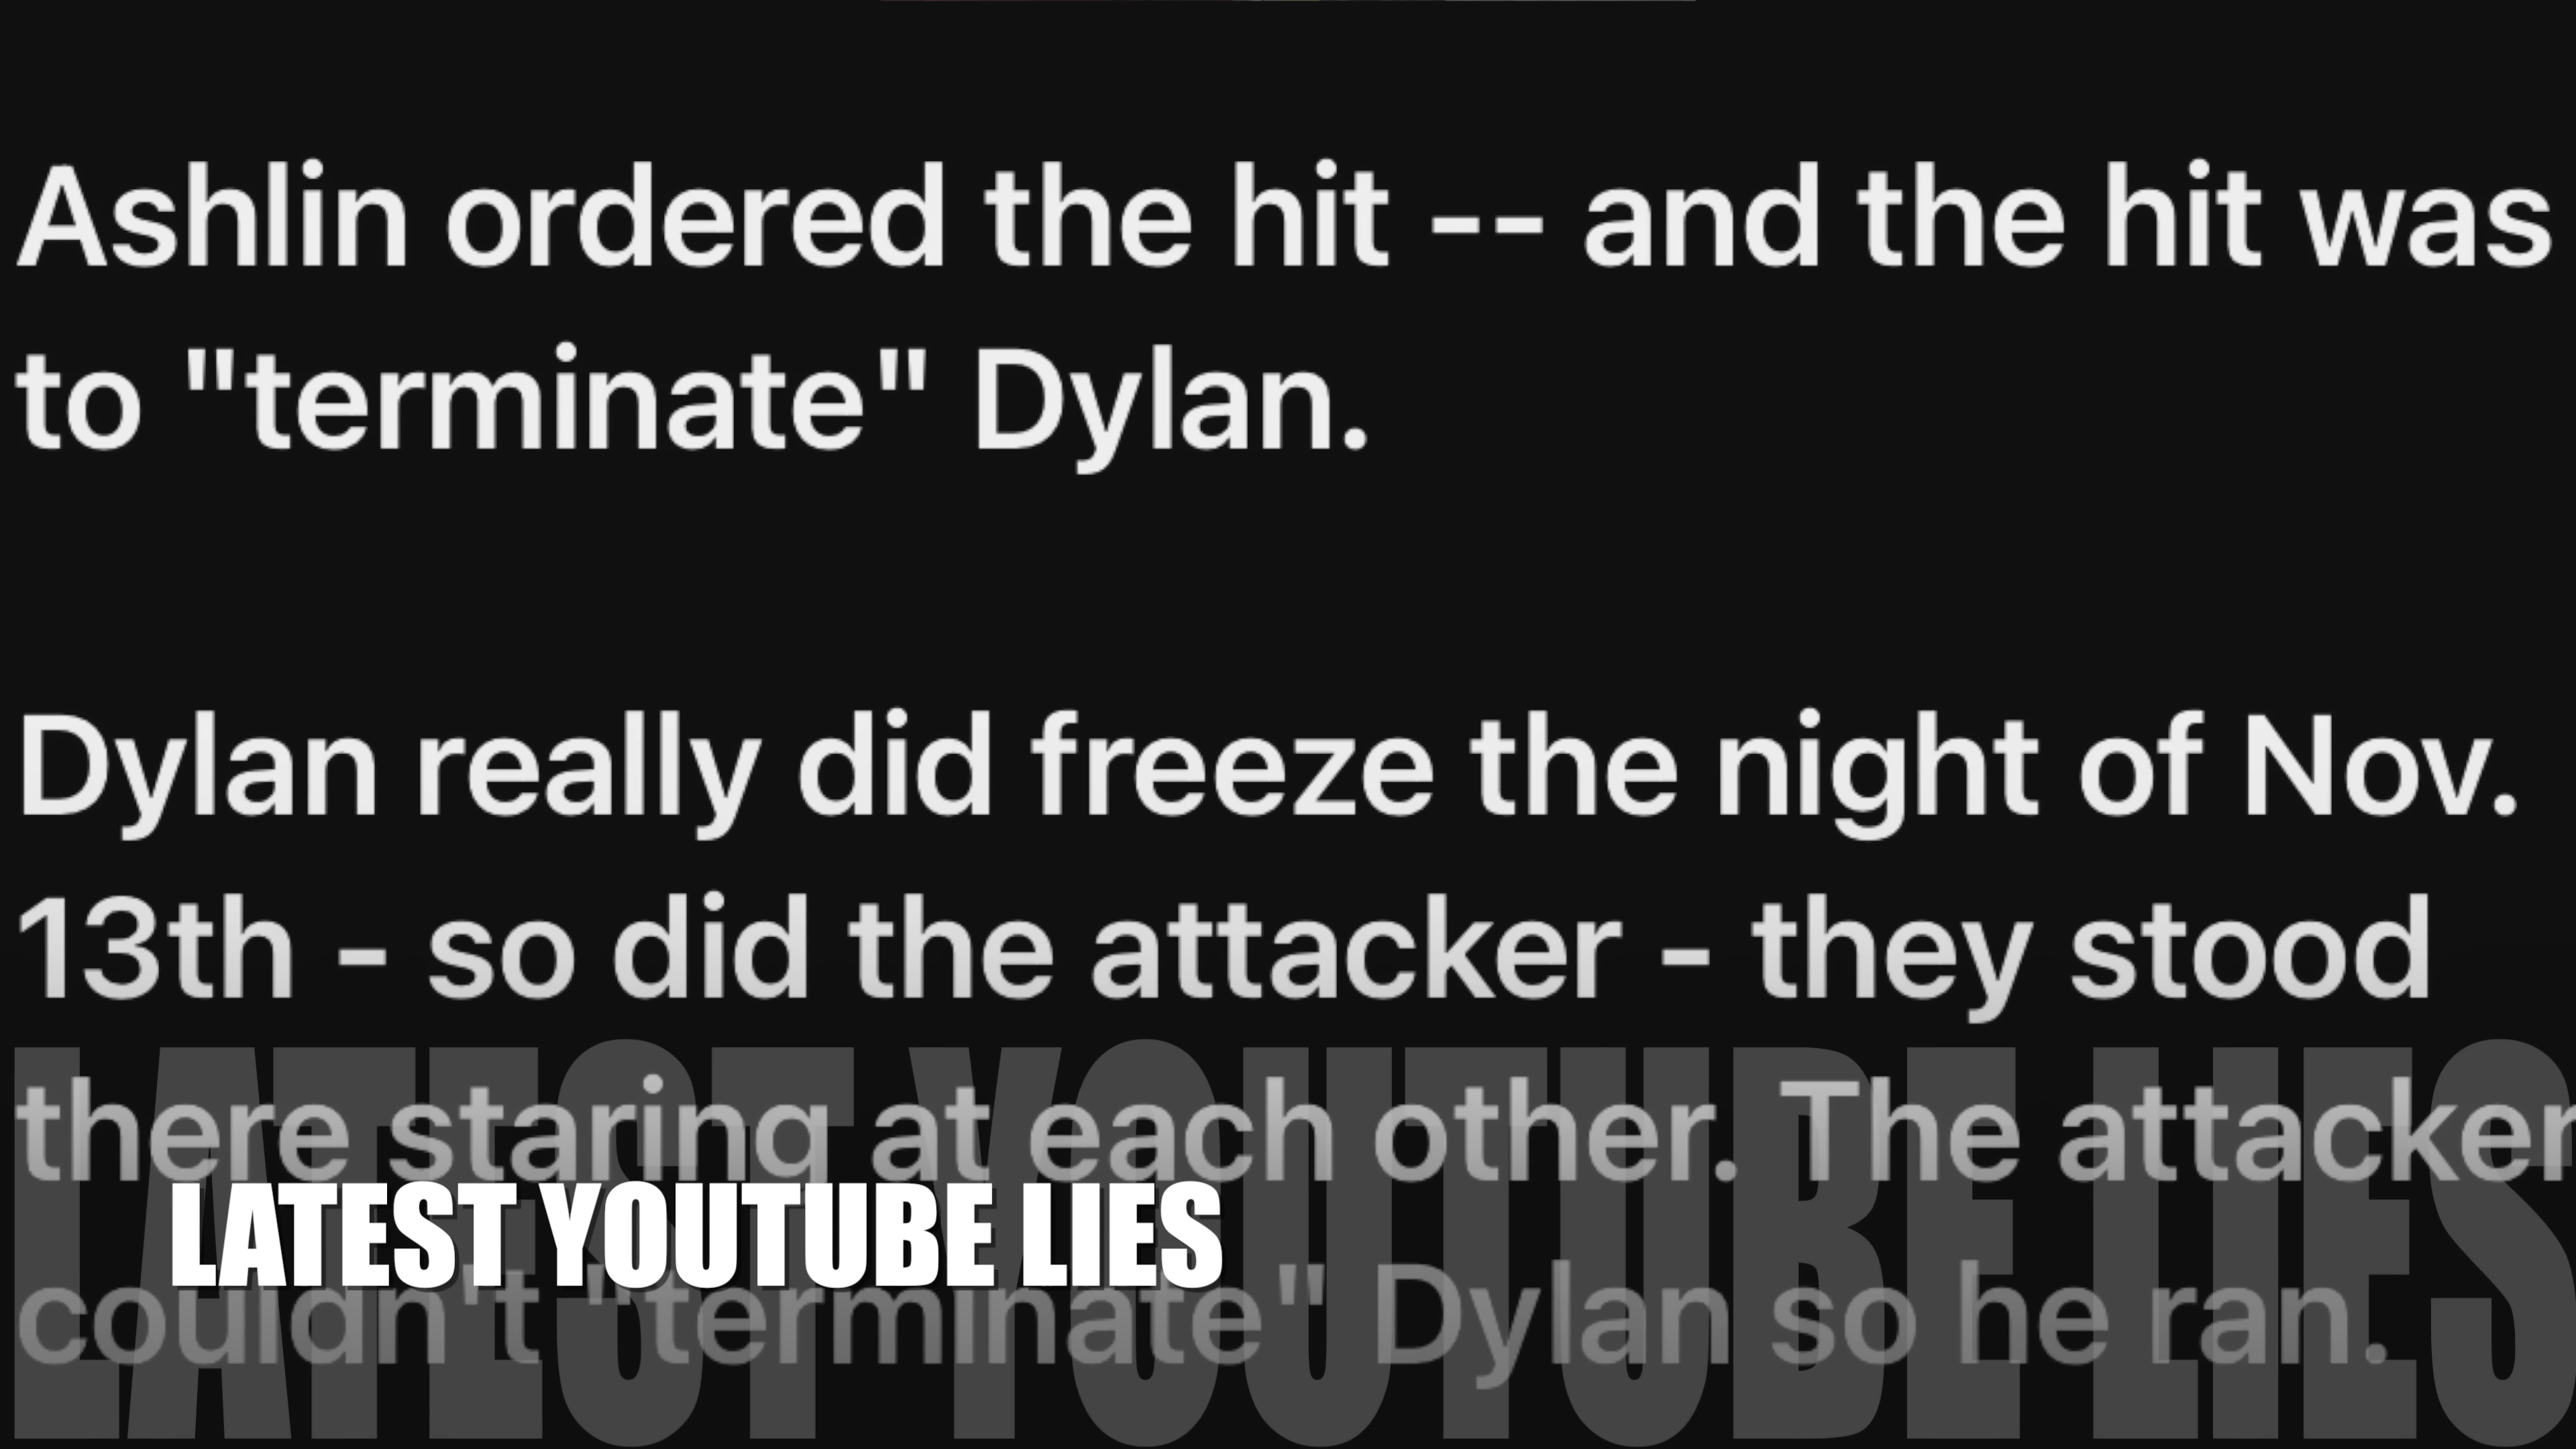 Ashlin ordered the hit -- and the hit was
to "terminate" Dylan.
Dylan really did freeze the night of Nov.
13th - so did the attacker - they stood
there staring at each other. The attacker
LATEST YOUTUBE LIES
LATEST YOUTUBE LIES
couldn't "terminate" Dylan so he ran.